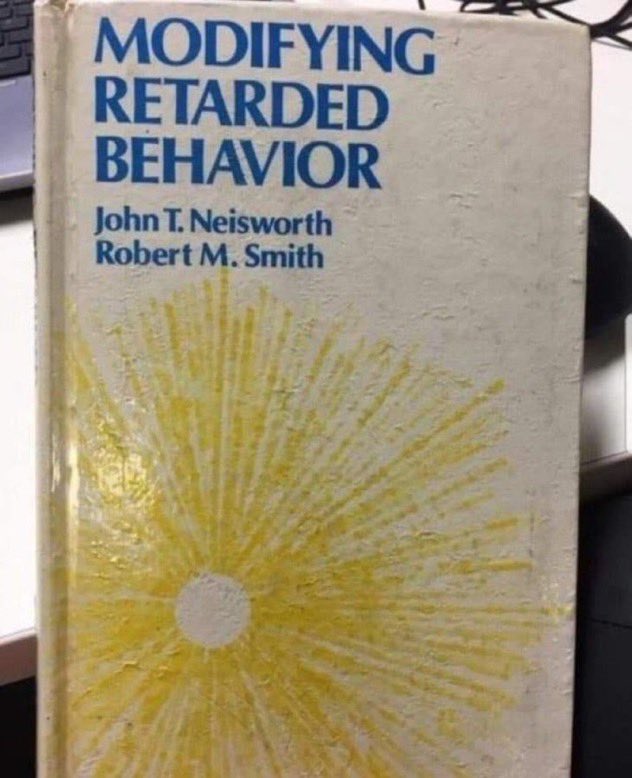 MODIFYING
RETARDED
BEHAVIOR
John T. Neisworth
Robert M. Smith